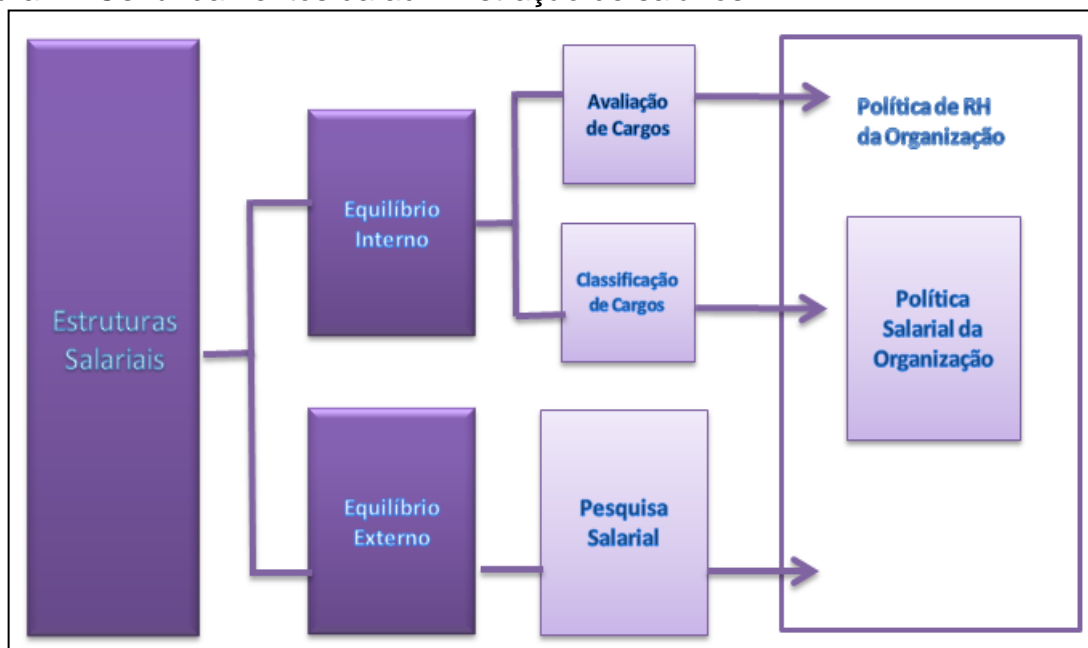 Estruturas
Salariais
Equilíbrio
Interno
Equilíbrio
Externo
Avaliação
de Cargos
Classificação
de Cargos
Pesquisa
Salarial
Política de RH
da Organização
Política
Salarial da
Organização